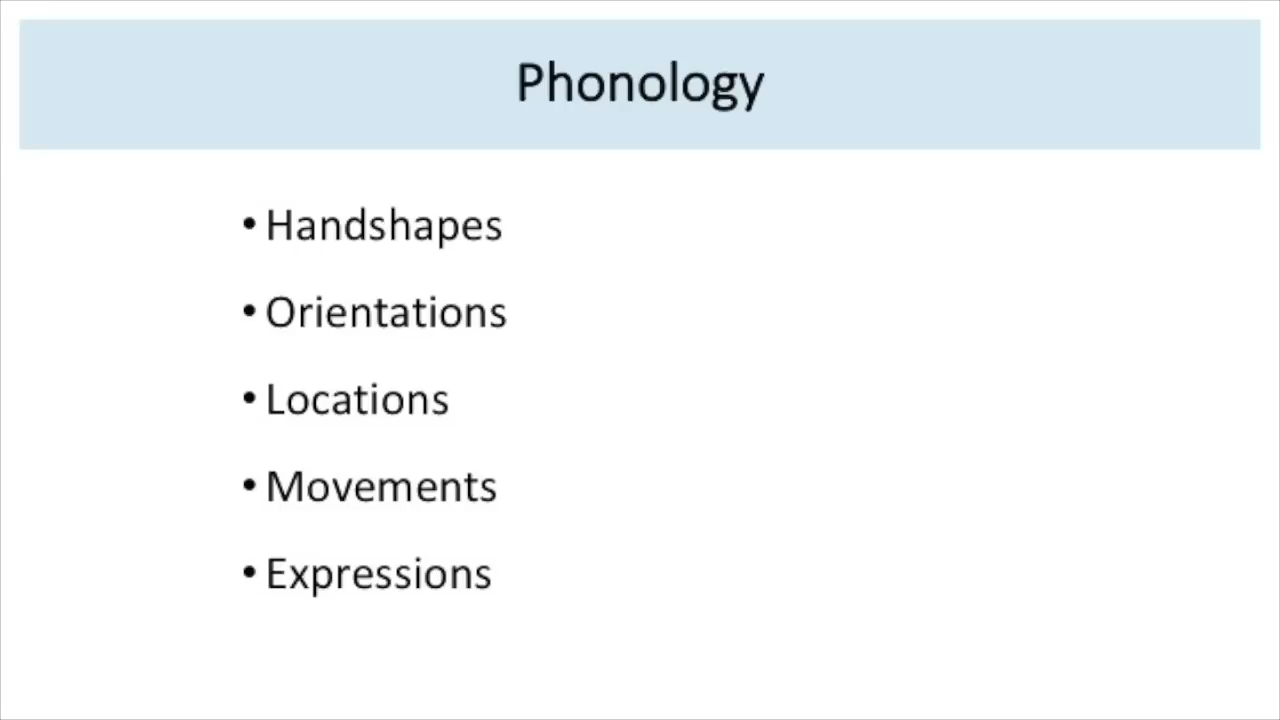 Phonology
• Handshapes
• Orientations
• Locations
• Movements
• Expressions